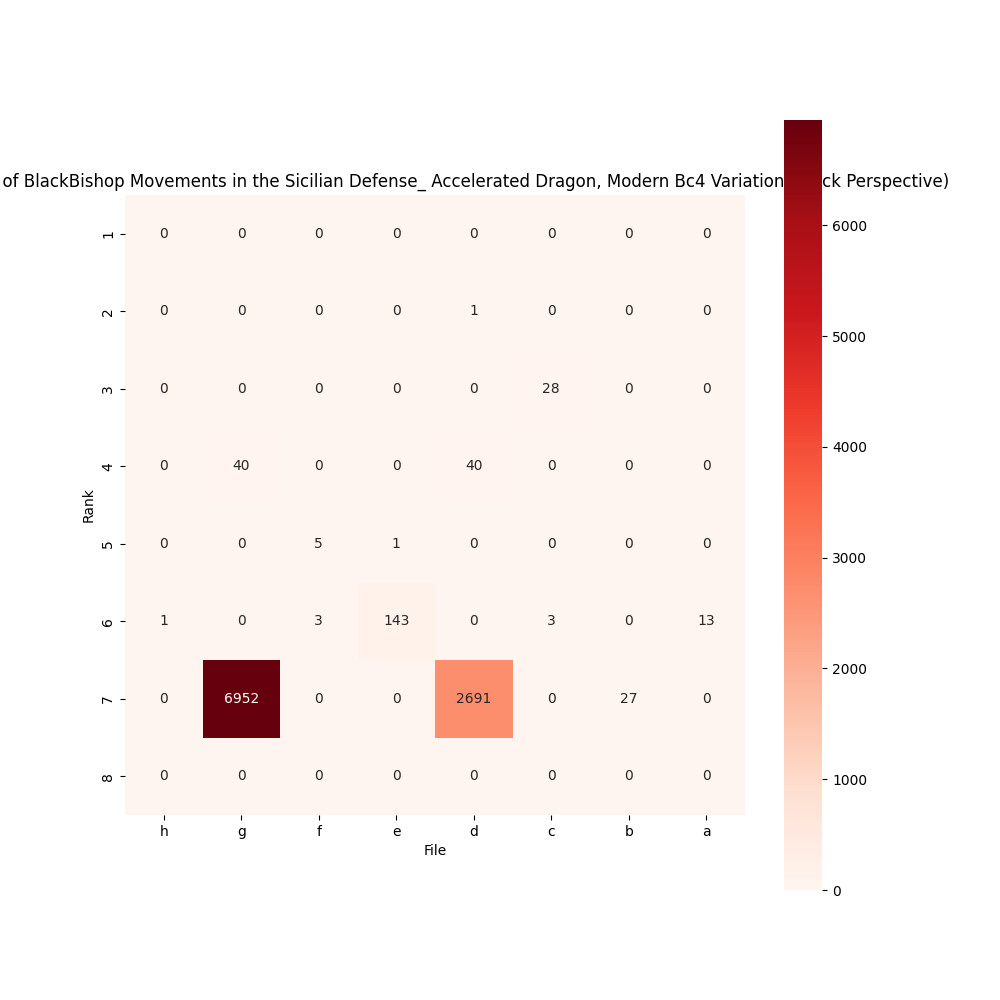 of BlackBishop Movements in the Sicilian Defense_ Accelerated Dragon, Modern Bc4 Variation Perspective)
6000
5000
4000
3000
2000
1000
0
Rank
1 0 0 0 0 0 0 0 0
2 0 0 0 0 1 0 0 0
3 0 0 0 0 0 28 0 0
4 0 40 0 0 40 0 0 0
5 0 0 5 1 0 0 0 0
6 1 0 3 143 0 3 0 13
7 0 6952 0 0 2691 0 27 0
8 0 0 0 0 0 0 0 0
h g f e d c b a
File